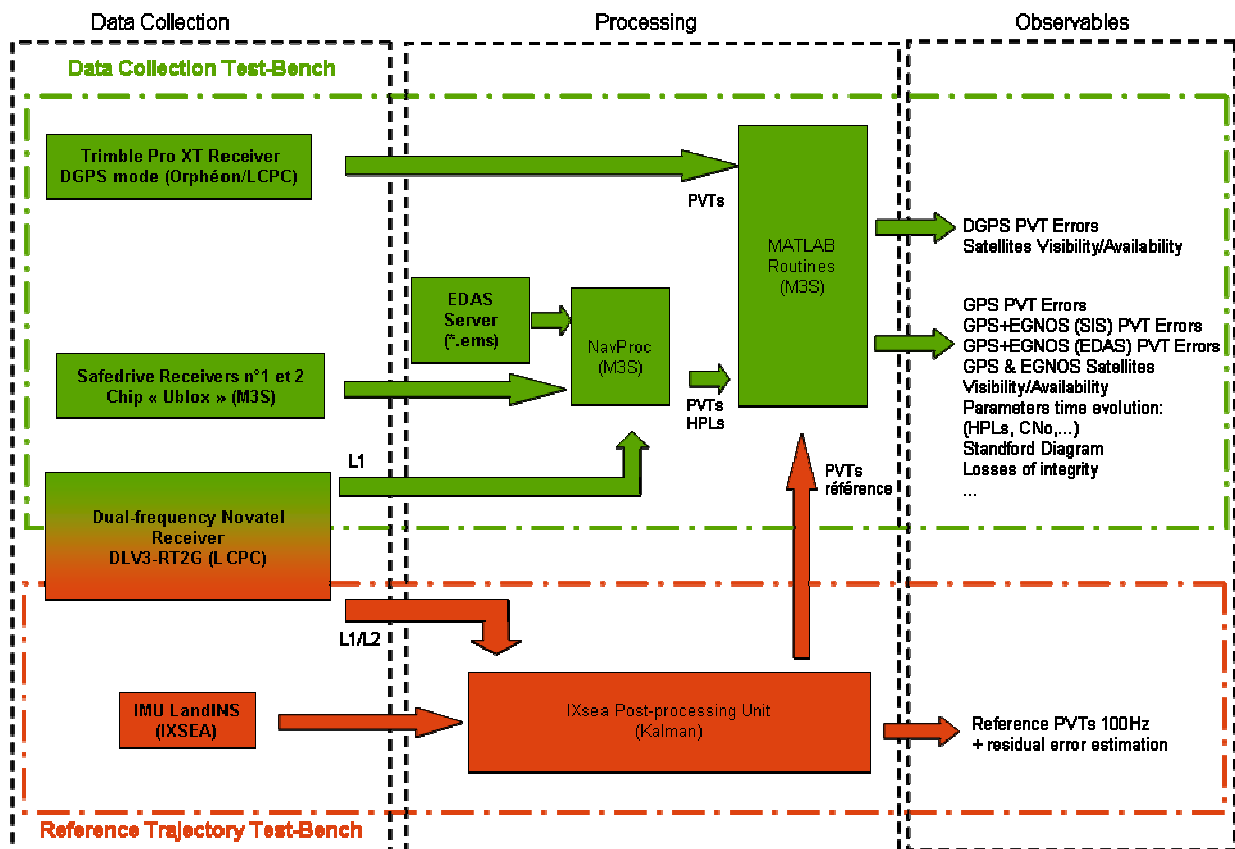 Data Collection
Processing
Observables
Data Collection Test-Bench
Trimble Pro XT Receiver
DGPS mode (Orphéon/LCPC)
PVTs
MATLAB
Routines
(M3S)
DGPS PVT Errors
Satellites Visibility/Availability
EDAS
Server
(*.ems)
NavProc
(M3S)
GPS PVT Errors
GPS+EGNOS (SIS) PVT Errors
GPS+EGNOS (EDAS) PVT Errors
GPS & EGNOS Satellites
Visibility/Availability
Parameters time evolution:
(HPLs, CNo,...)
Standford Diagram
Losses of integrity
...
Safedrive Receivers n°1 et 2
Chip « Ublox » (M3S)
PVTs
HPLs
L1
PVTs
référence
Dual-frequency Novatel
Receiver
DLV3-RT2G (LCPC)
L1/L2
IMU LandINS
(IXSEA)
IXsea Post-processing Unit
(Kalman)
Reference PVTs 100Hz
+ residual error estimation
Reference Trajectory Test-Bench